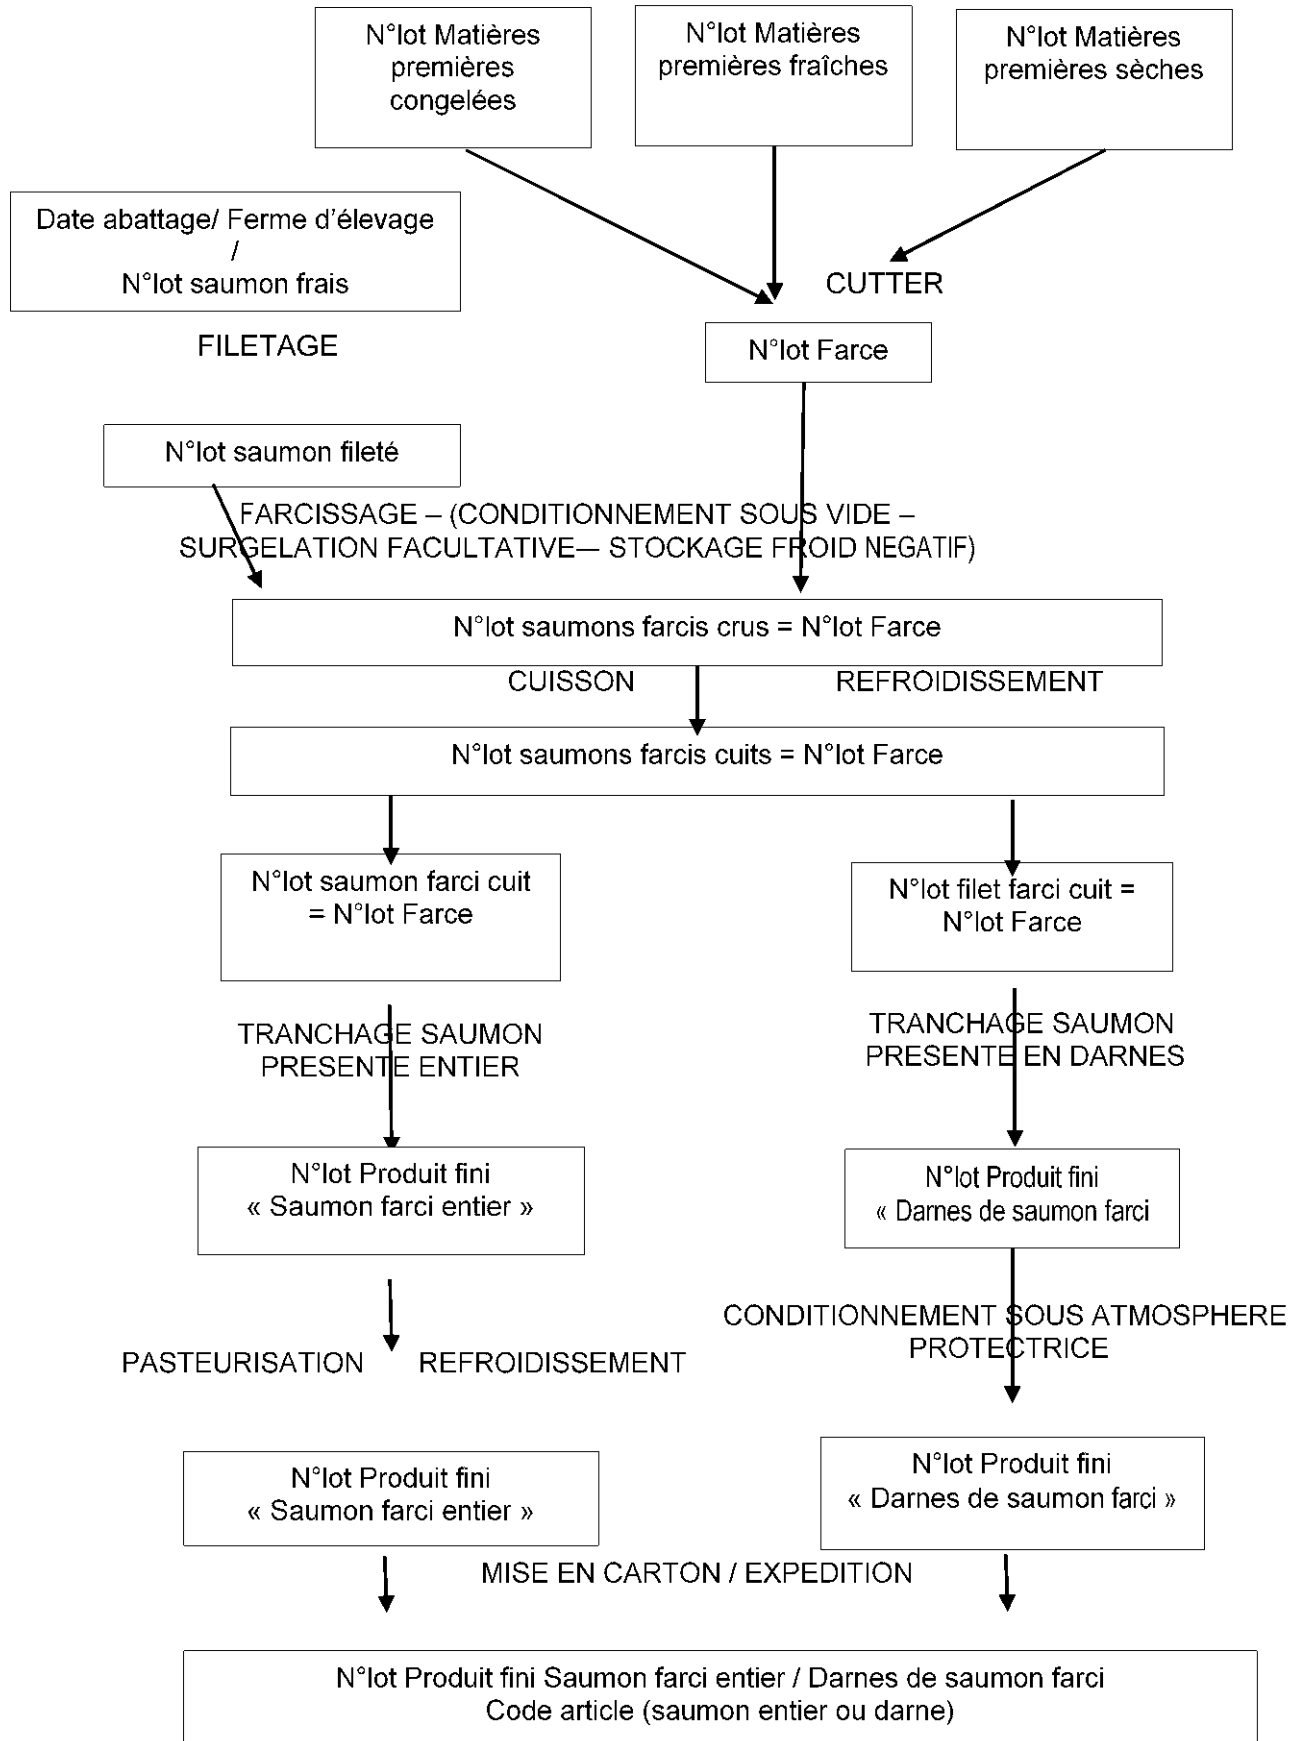 N°lot Matières
premières
congelées
N°lot Matières
premières fraîches
N°lot Matières
premières sèches
Date abattage/ Ferme d'élevage
/
N°lot saumon frais
CUTTER
FILETAGE
N°lot Farce
N°lot saumon fileté
FARCISSAGE – (CONDITIONNEMENT SOUS VIDE –
SURGELATION FACULTATIVE— STOCKAGE FROID NEGATIF)
N°lot saumons farcis crus = N°lot Farce
CUISSON REFROIDISSEMENT
N°lot saumons farcis cuits = N°lot Farce
N°lot saumon farci cuit
= N°lot Farce
N°lot filet farci cuit =
N°lot Farce
TRANCHAGE SAUMON
PRESENTE ENTIER
TRANCHAGE SAUMON
PRESENTE EN DARNES
N°lot Produit fini
« Saumon farci entier »
N°lot Produit fini
« Darnes de saumon farci
CONDITIONNEMENT SOUS ATMOSPHERE
PROTECTRICE
PASTEURISATION REFROIDISSEMENT
N°lot Produit fini
« Saumon farci entier »
N°lot Produit fini
« Darnes de saumon farci »
MISE EN CARTON / EXPEDITION
N°lot Produit fini Saumon farci entier / Darnes de saumon farci
Code article (saumon entier ou darne)